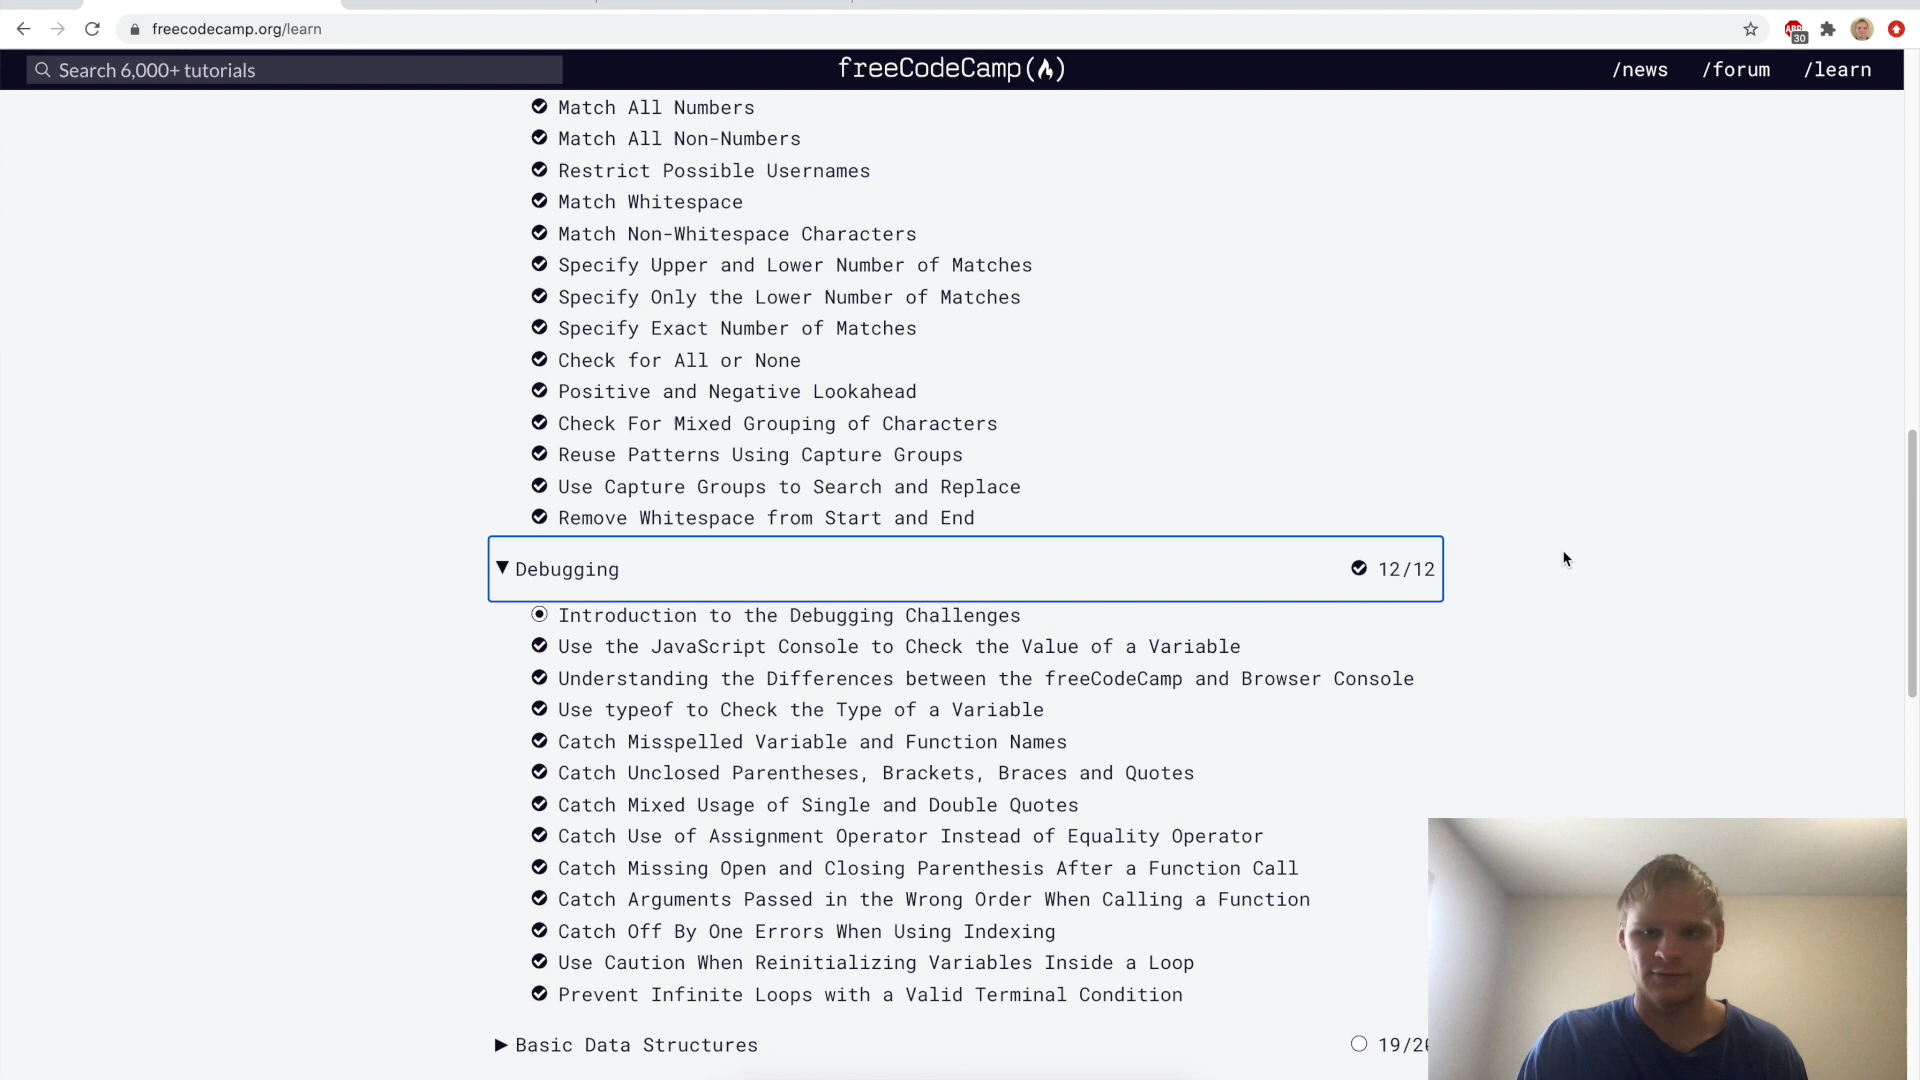 freecodecamp.org/learn
30
Search 6,000+ tutorials
freeCodeCamp
/news
/forum
/learn
Match All Numbers
Match All Non-Numbers
Restrict Possible Usernames
Match Whitespace
Match Non-Whitespace Characters
Specify Upper and Lower Number of Matches
Specify Only the Lower Number of Matches
Specify Exact Number of Matches
Check for All or None
Positive and Negative Lookahead
Check For Mixed Grouping of Characters
Reuse Patterns Using Capture Groups
Use Capture Groups to Search and Replace
Remove Whitespace from Start and End
Debugging 12/12
Introduction to the Debugging Challenges
Use the JavaScript Console to Check the Value of a Variable
Understanding the Differences between the freeCodeCamp and Browser Console
Use typeof to Check the Type of a Variable
Catch Misspelled Variable and Function Names
Catch Unclosed Parentheses, Brackets, Braces and Quotes
Catch Mixed Usage of Single and Double Quotes
Catch Use of Assignment Operator Instead of Equality Operator
Catch Missing Open and Closing Parenthesis After a Function Call
Catch Arguments Passed in the Wrong Order When Calling a Function
Catch Off By One Errors When Using Indexing
Use Caution When Reinitializing Variables Inside a Loop
Prevent Infinite Loops with a Valid Terminal Condition
Basic Data Structures